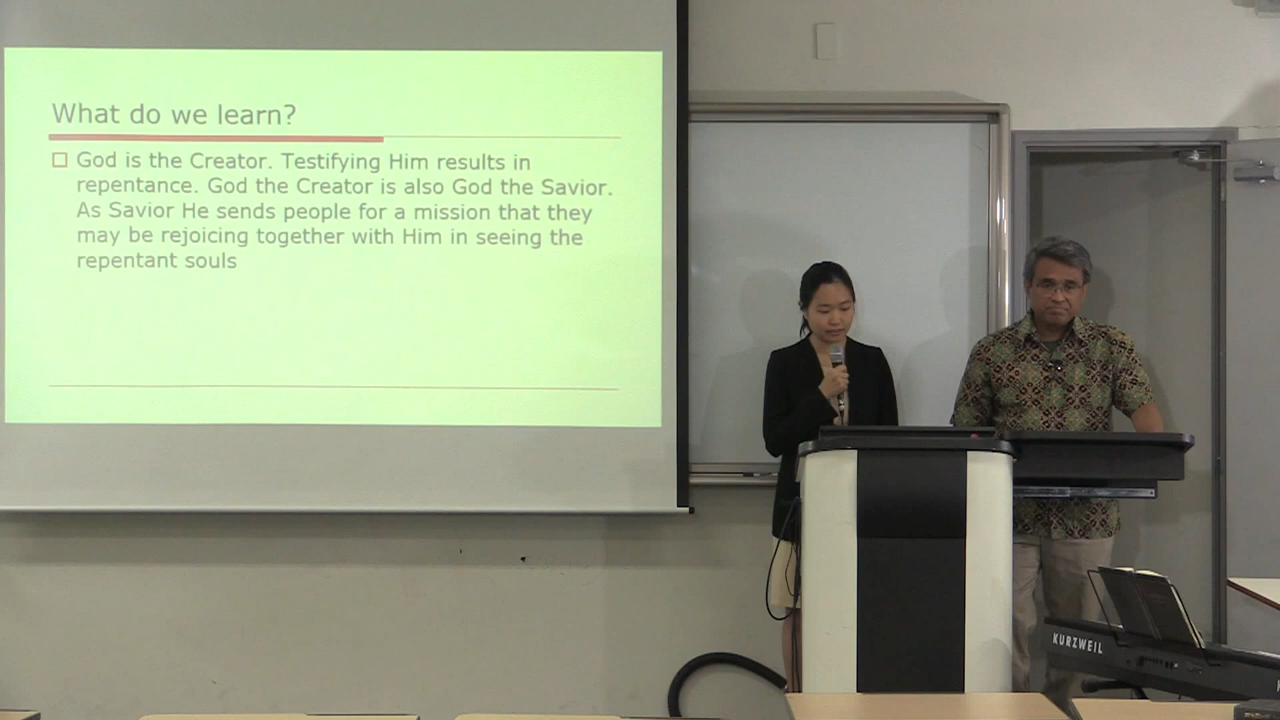 What do we learn?
God is the Creator. Testifying Him results in
repentance. God the Creator is also God the Savior.
As Savior He sends people for a mission that they
may be rejoicing together with Him in seeing the
repentant souls
KURZWEIL